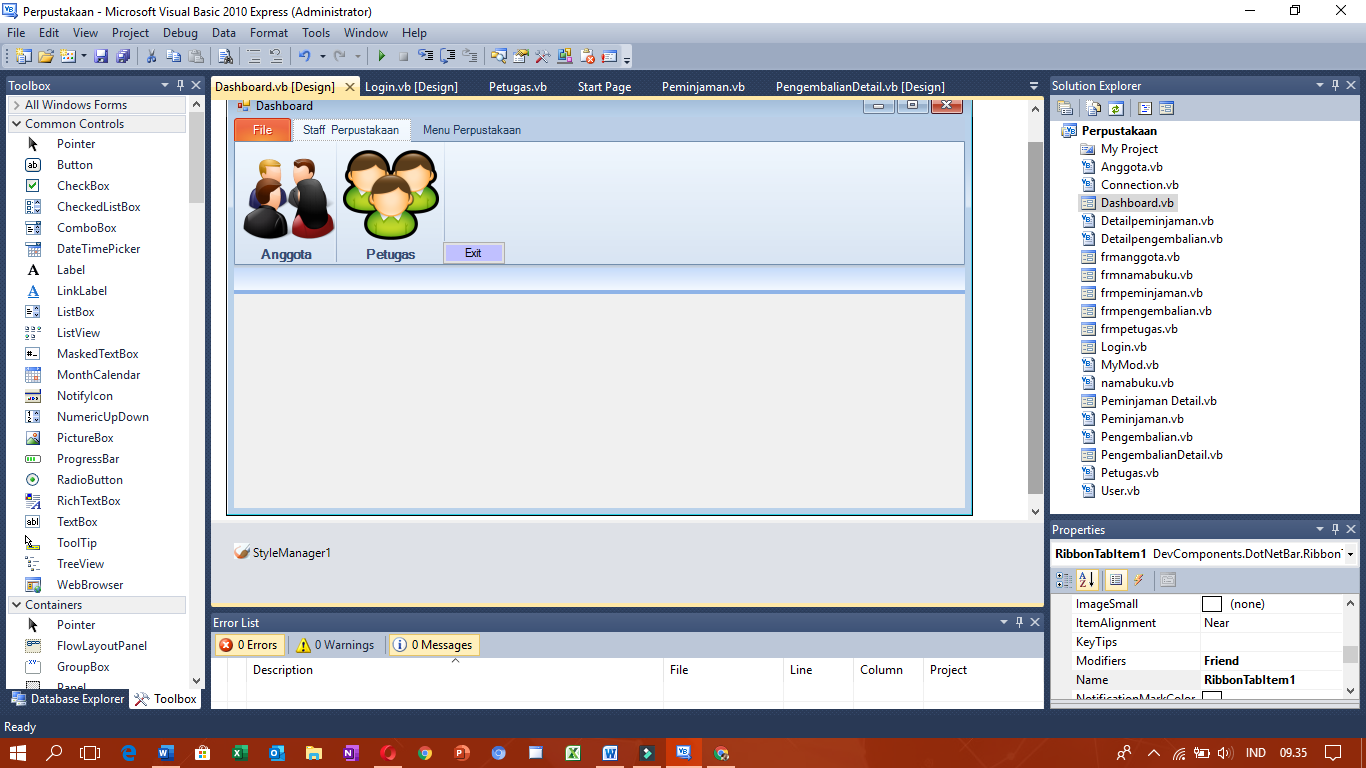 Perpustakaan - Microsoft Visual Basic 2010 Express (Administrator)
File Edit View Project Debug Data Format Tools Window Help
Toolbox
All Windows Forms
Common Controls
Pointer
Button
CheckBox
CheckedListBox
ComboBox
DateTimePicker
Label
LinkLabel
ListBox
ListView
MaskedTextBox
MonthCalendar
NotifyIcon
NumericUpDown
PictureBox
ProgressBar
RadioButton
RichTextBox
TextBox
ToolTip
TreeView
WebBrowser
Containers
Pointer
FlowLayoutPanel
GroupBox
Panel
Database Explorer Toolbox
Dashboard.vb [Design] Login.vb [Design] Petugas.vb Start Page Peminjaman.vb PengembalianDetail.vb [Design]
Dashboard
File Staff Perpustakaan Menu Perpustakaan
Anggota Petugas Exit
StyleManager1
Error List
0 Errors 0 Warnings 0 Messages
Description File Line Column Project
Solution Explorer
Perpustakaan
My Project
Anggota.vb
Connection.vb
Dashboard.vb
Detailpeminjaman.vb
Detailpengembalian.vb
frmanggota.vb
frmnamabuku.vb
frmpeminjaman.vb
frmpengembalian.vb
frmpetugas.vb
Login.vb
MyMod.vb
namabuku.vb
Peminjaman Detail.vb
Peminjaman.vb
Pengembalian.vb
PengembalianDetail.vb
Petugas.vb
User.vb
Properties
RibbonTabItem1 DevComponents.DotNetBar.RibbonT
ImageSmall (none)
ItemAlignment Near
KeyTips
Modifiers Friend
Name RibbonTabItem1
NotificationMarkColor
Ready
IND 09.35